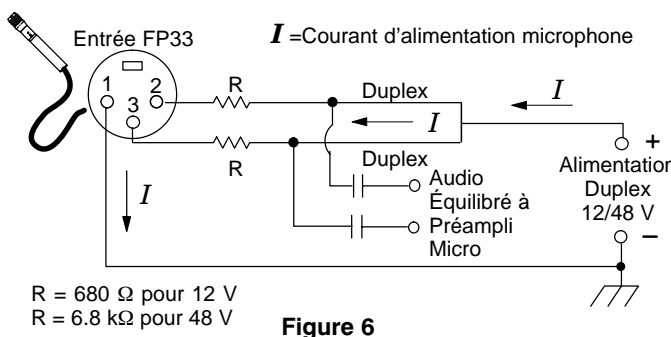 Entrée FP33
I =Courant d'alimentation microphone
1
2
3
R
Duplex
I
I
R
Duplex
I
Audio
Équilibré à
Préampli
Micro
+
Alimentation
Duplex
12/48 V
−
R = 680 Ω pour 12 V
R = 6.8 kΩ pour 48 V
Figure 6